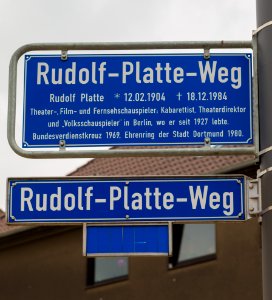 Rudolf-Platte-Weg
Rudolf Platte * 12.02.1904 † 18.12.1984
Theater-, Film- und Fernsehschauspieler, Kabarettist, Theaterdirektor
und ‚Volksschauspieler' in Berlin, wo er seit 1927 lebte.
Bundesverdienstkreuz 1969. Ehrenring der Stadt Dortmund 1980.
Rudolf-Platte-Weg